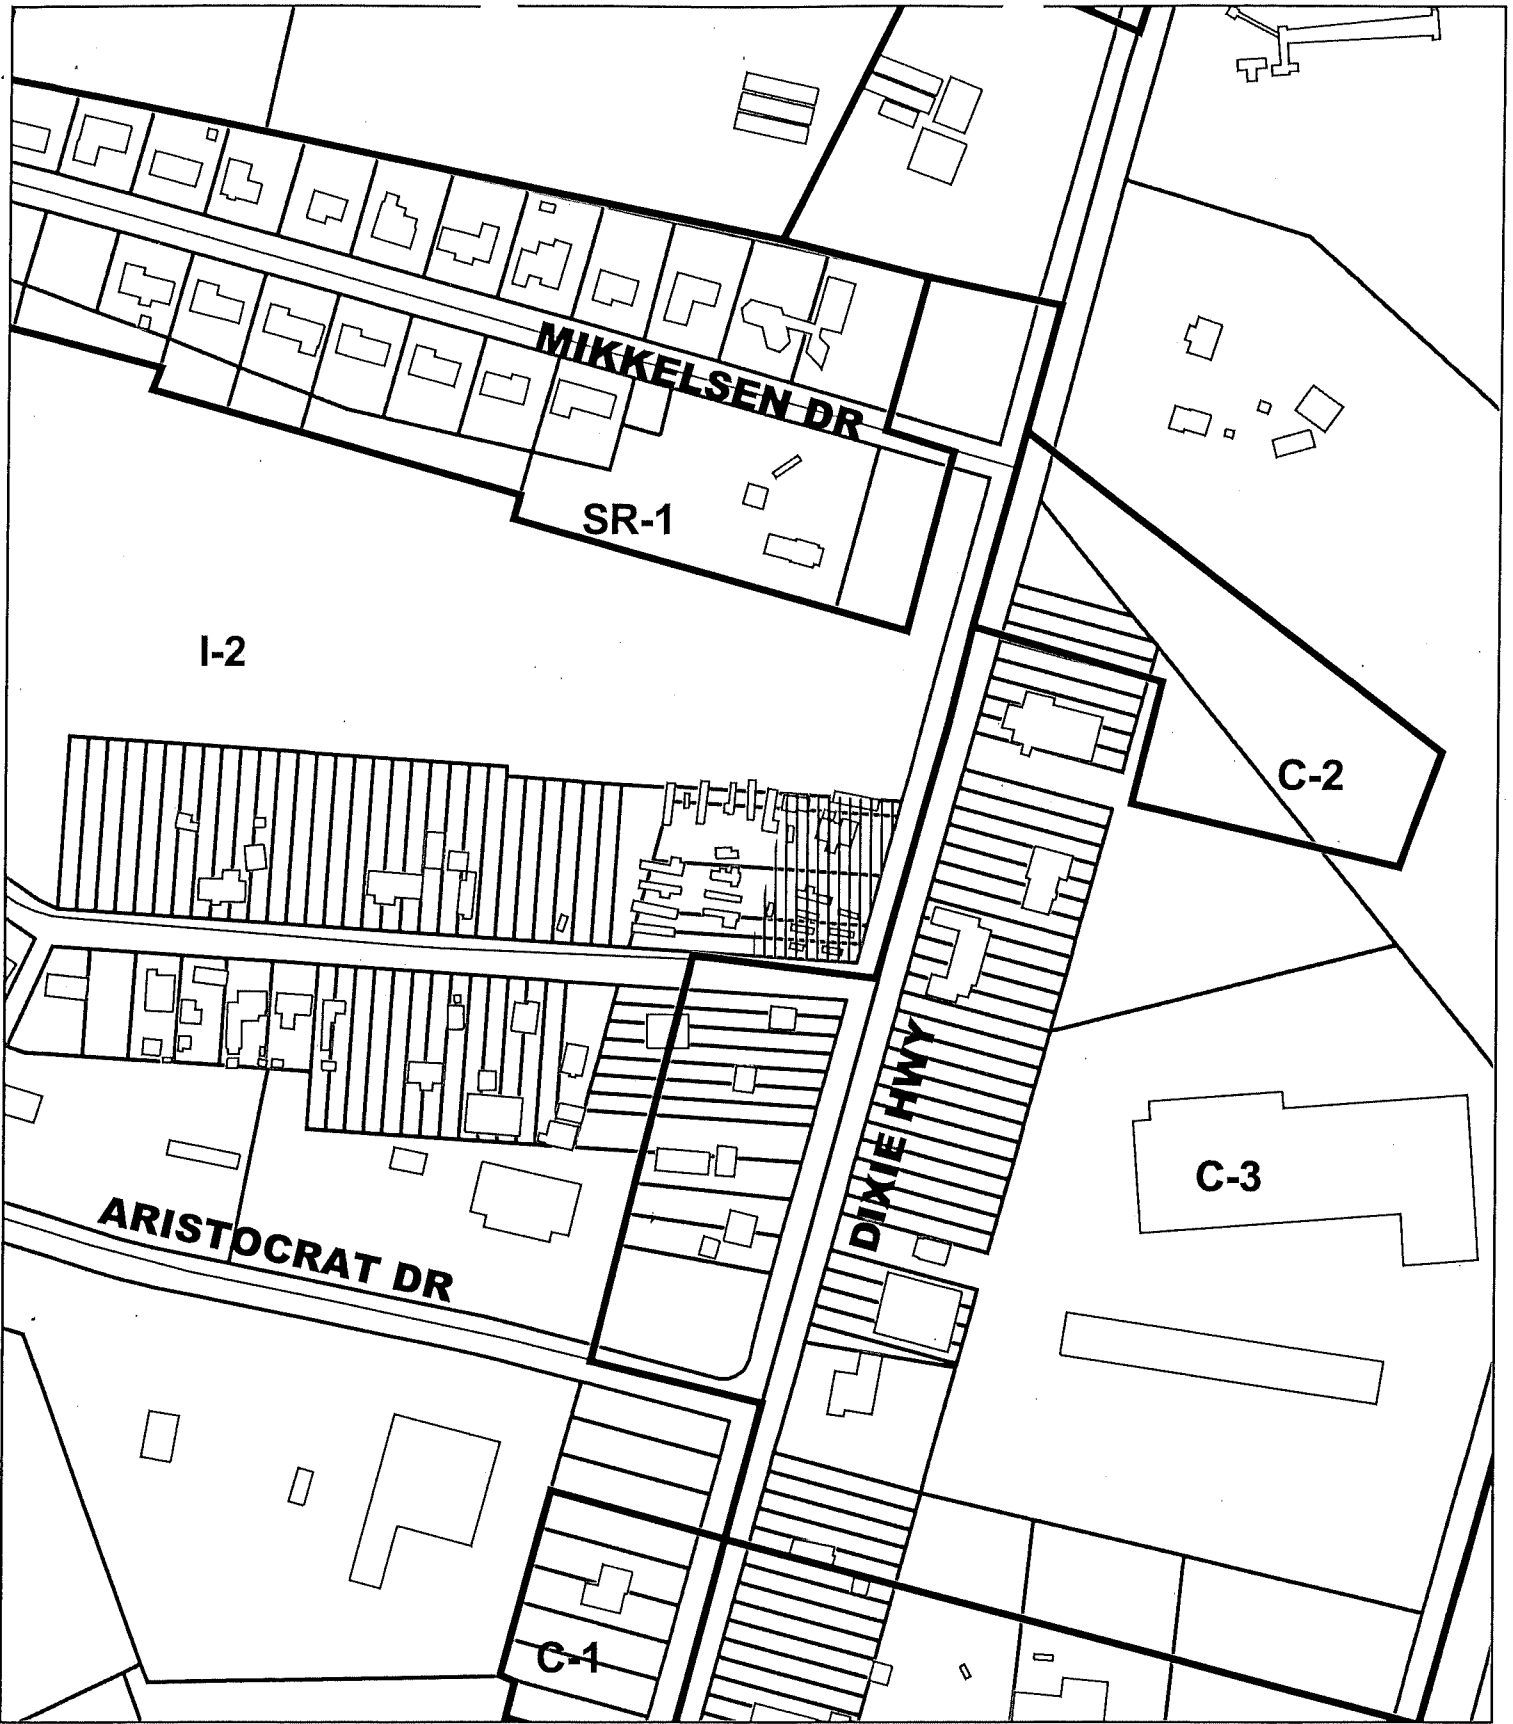 MIKKELSEN DR
SR-1
I-2
C-2
DIXIE HWY
C-3
ARISTOCRAT DR
C-1